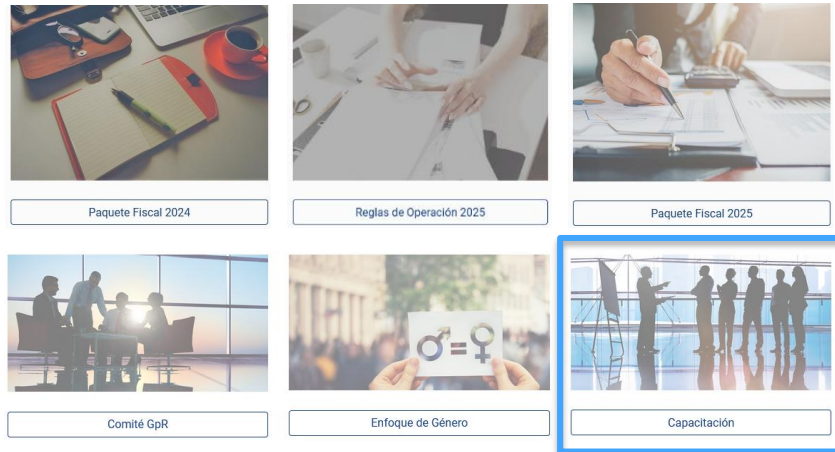 Paquete Fiscal 2024
Reglas de Operación 2025
Paquete Fiscal 2025
Comité GpR
Enfoque de Género
Capacitación